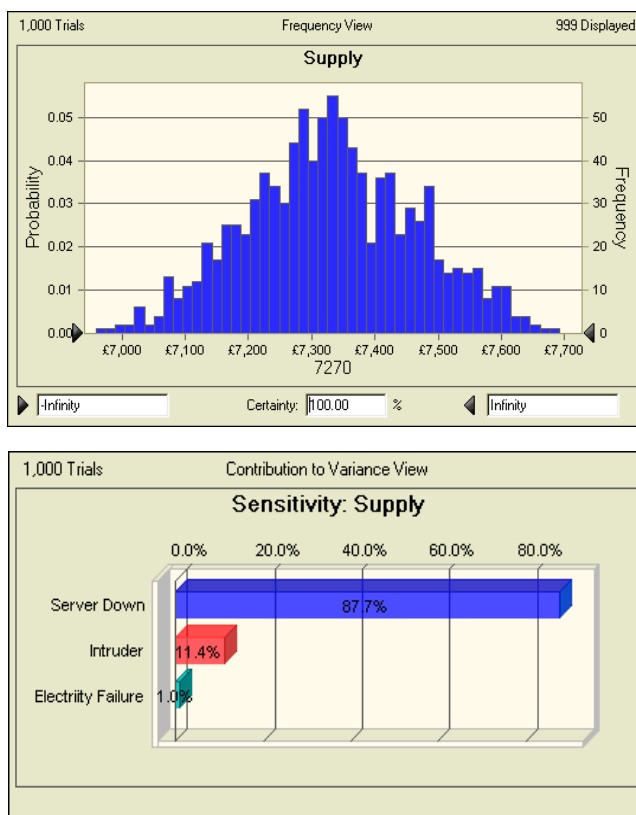 1,000 Trials Frequency View 999 Displayed
Supply
0.05
0.04
0.03
0.02
0.01
0.00
Probability
50
40
30
20
10
0
Frequency
£7,000 £7,100 £7,200 £7,300 £7,400 £7,500 £7,600 £7,700
7270
-Infinity Certainty: 100.00 % Infinity
1,000 Trials Contribution to Variance View
Sensitivity: Supply
0.0% 20.0% 40.0% 60.0% 80.0%
Server Down 87.7%
Intruder 11.4%
Electriity Failure 1.0%